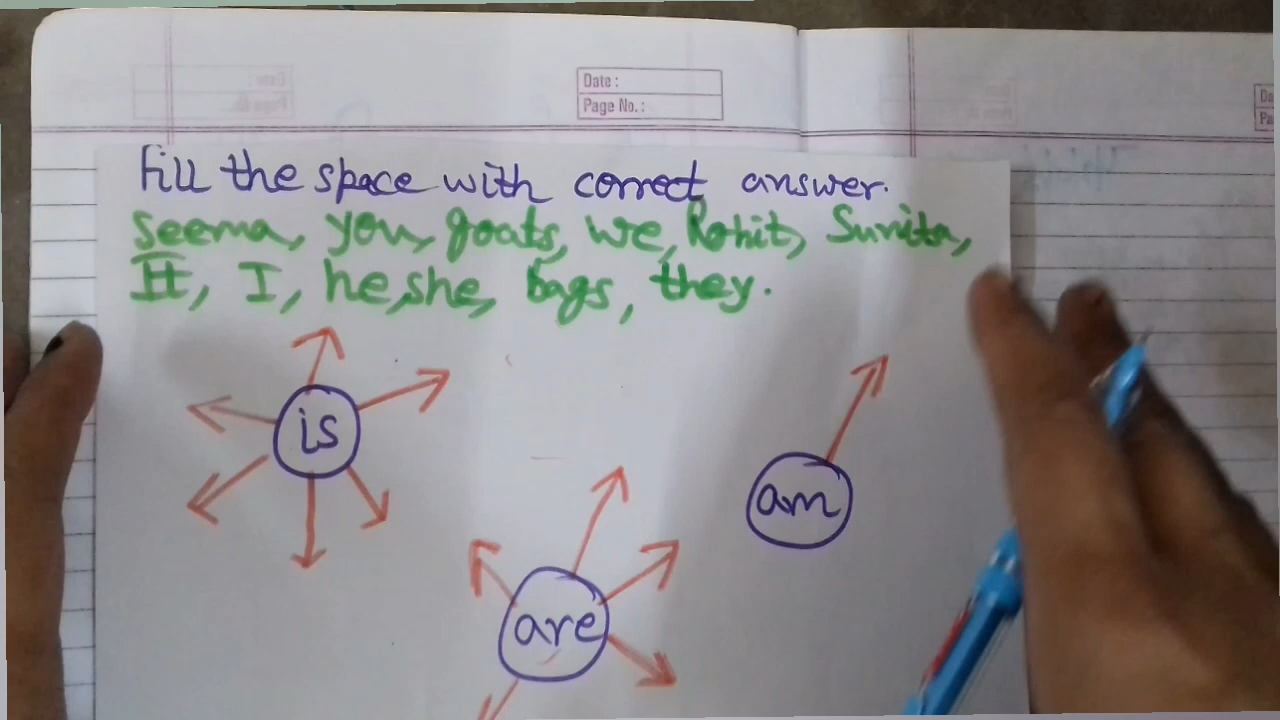 Date :
Page No. :
Fill the space with correct answer.
Seema, you, goats, we, Rohit, Sunita,
It, I, he, she, bags, they.
is
am
are